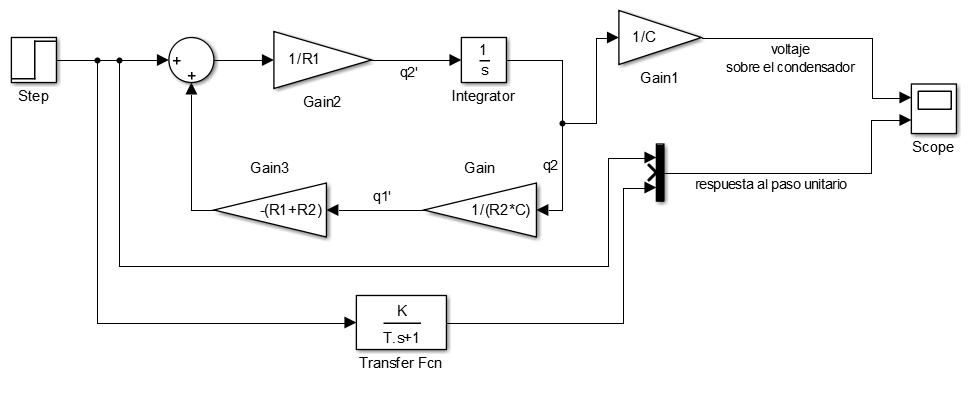 Step
+
+
1/R1
Gain2
q2'
1
s
Integrator
1/C
Gain1
voltaje
sobre el condensador
Scope
Gain3
-(R1+R2)
q1'
Gain
1/(R2*C)
q2
respuesta al paso unitario
K
T.s+1
Transfer Fcn